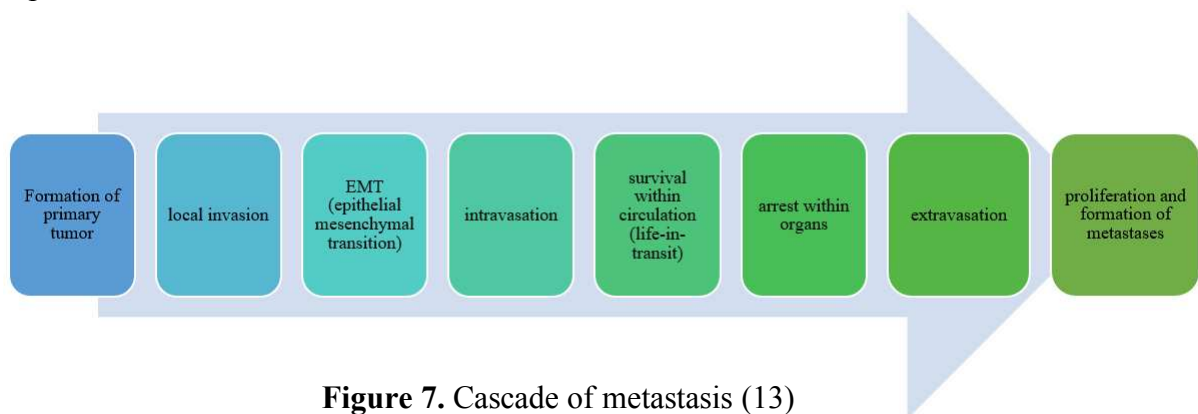 Formation of
primary
tumor
local invasion
EMT
(epithelial
mesenchymal
transition)
intravasation
survival
within
circulation
(life-in-
transit)
arrest within
organs
extravasation
proliferation and
formation of
metastases
Figure 7. Cascade of metastasis (13)